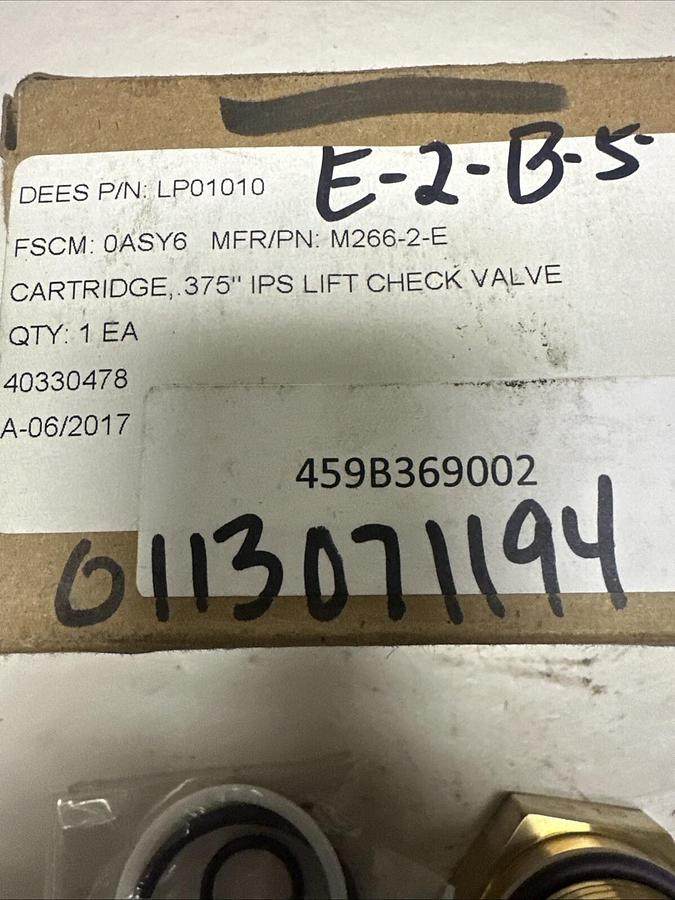 E-2-B-5
DEES P/N: LP01010
FSCM: 0ASY6 MFR/PN: M266-2-E
CARTRIDGE, .375" IPS LIFT CHECK VALVE
QTY: 1 EA
40330478
A-06/2017
459B369002
0113071194